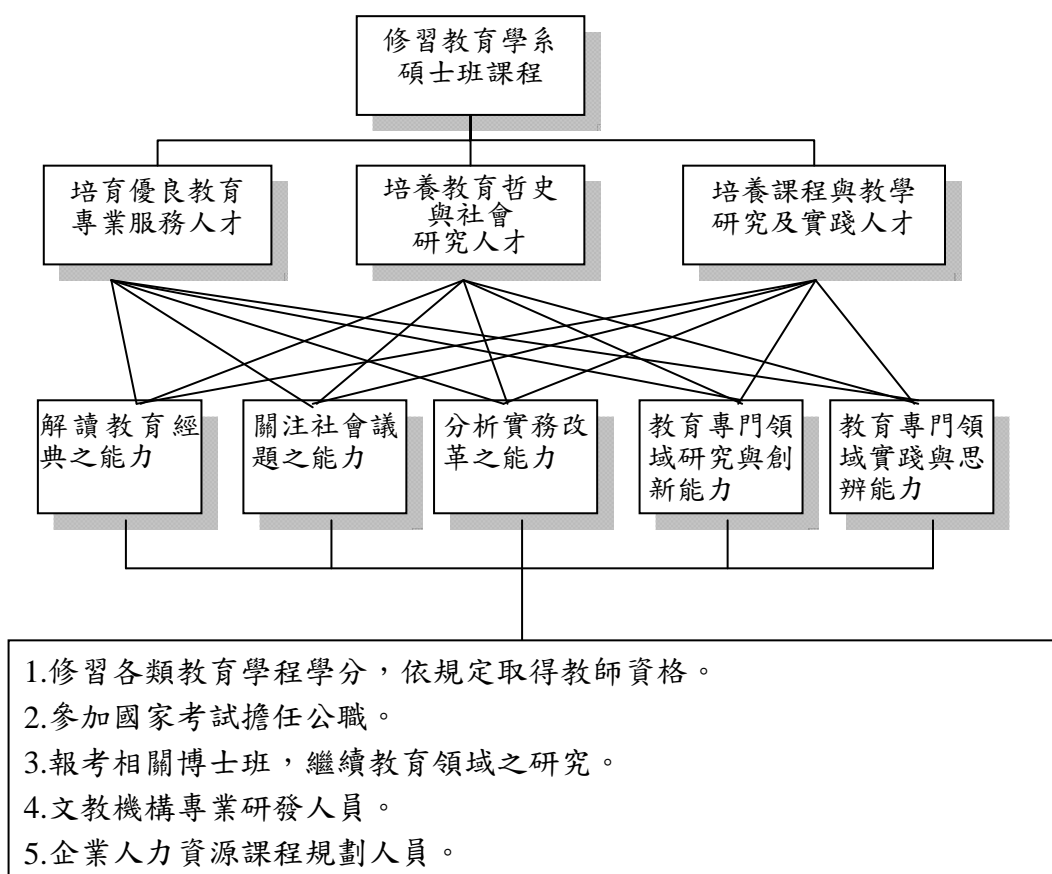 修習教育學系
碩士班課程
培育優良教育
專業服務人才
培養教育哲史
與社會
研究人才
培養課程與教學
研究及實踐人才
解讀教育經
典之能力
關注社會議
題之能力
分析實務改
革之能力
教育專門領
域研究與創
新能力
教育專門領
域實踐與思
辨能力
1.修習各類教育學程學分，依規定取得教師資格。
2.參加國家考試擔任公職。
3.報考相關博士班，繼續教育領域之研究。
4.文教機構專業研發人員。
5.企業人力資源課程規劃人員。